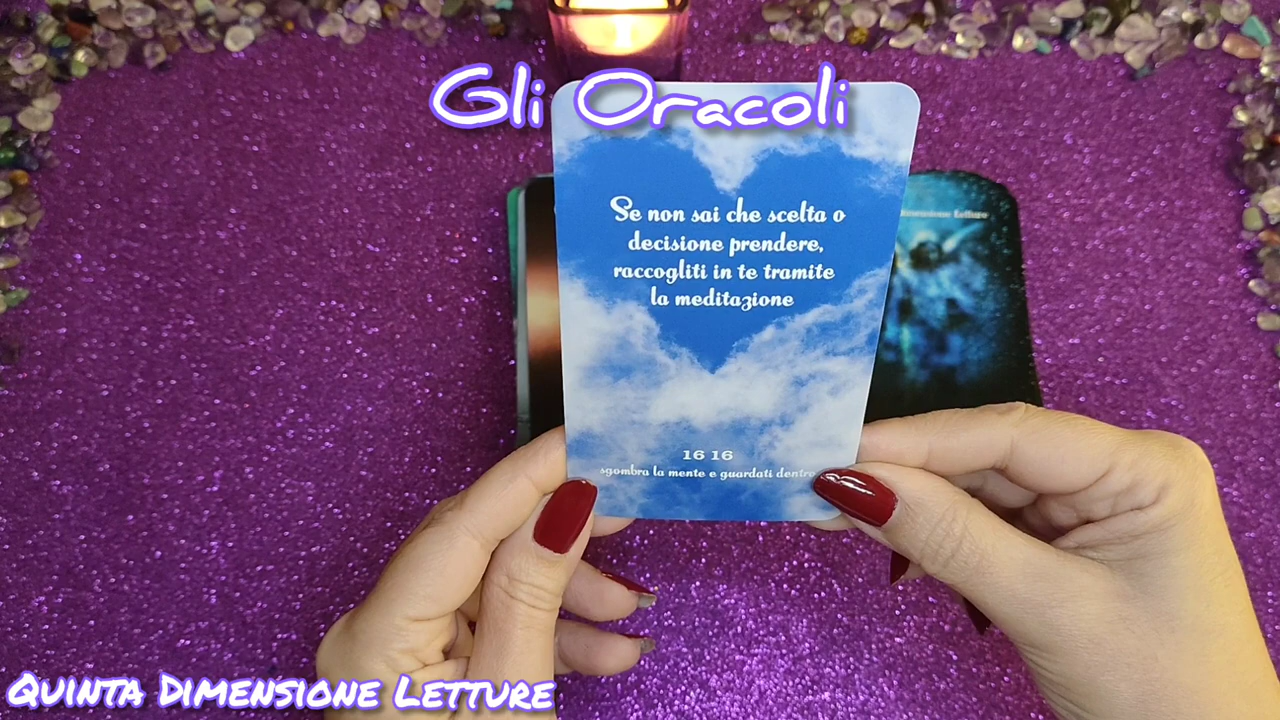 Gli Oracoli
Se non sai che scelta o
decisione prendere,
raccogliti in te tramite
la meditazione
16 16
sgombra la mente e guardati dentro
Letture
Quinta Dimensione Letture